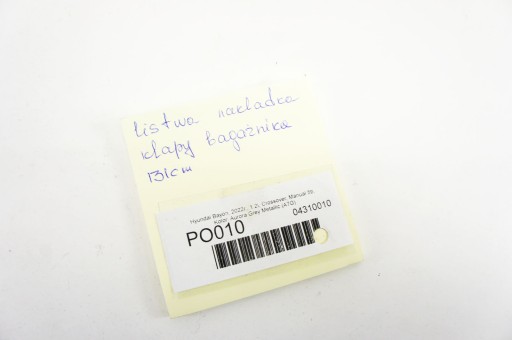 listwa nakładka
klapy bagażnika
131cm
Hyundai Bayon, 2022r., 1.2i, Crossover, Manual 5B
Kolor: Aurora Grey Metallic (A7G)
PO010
04310010